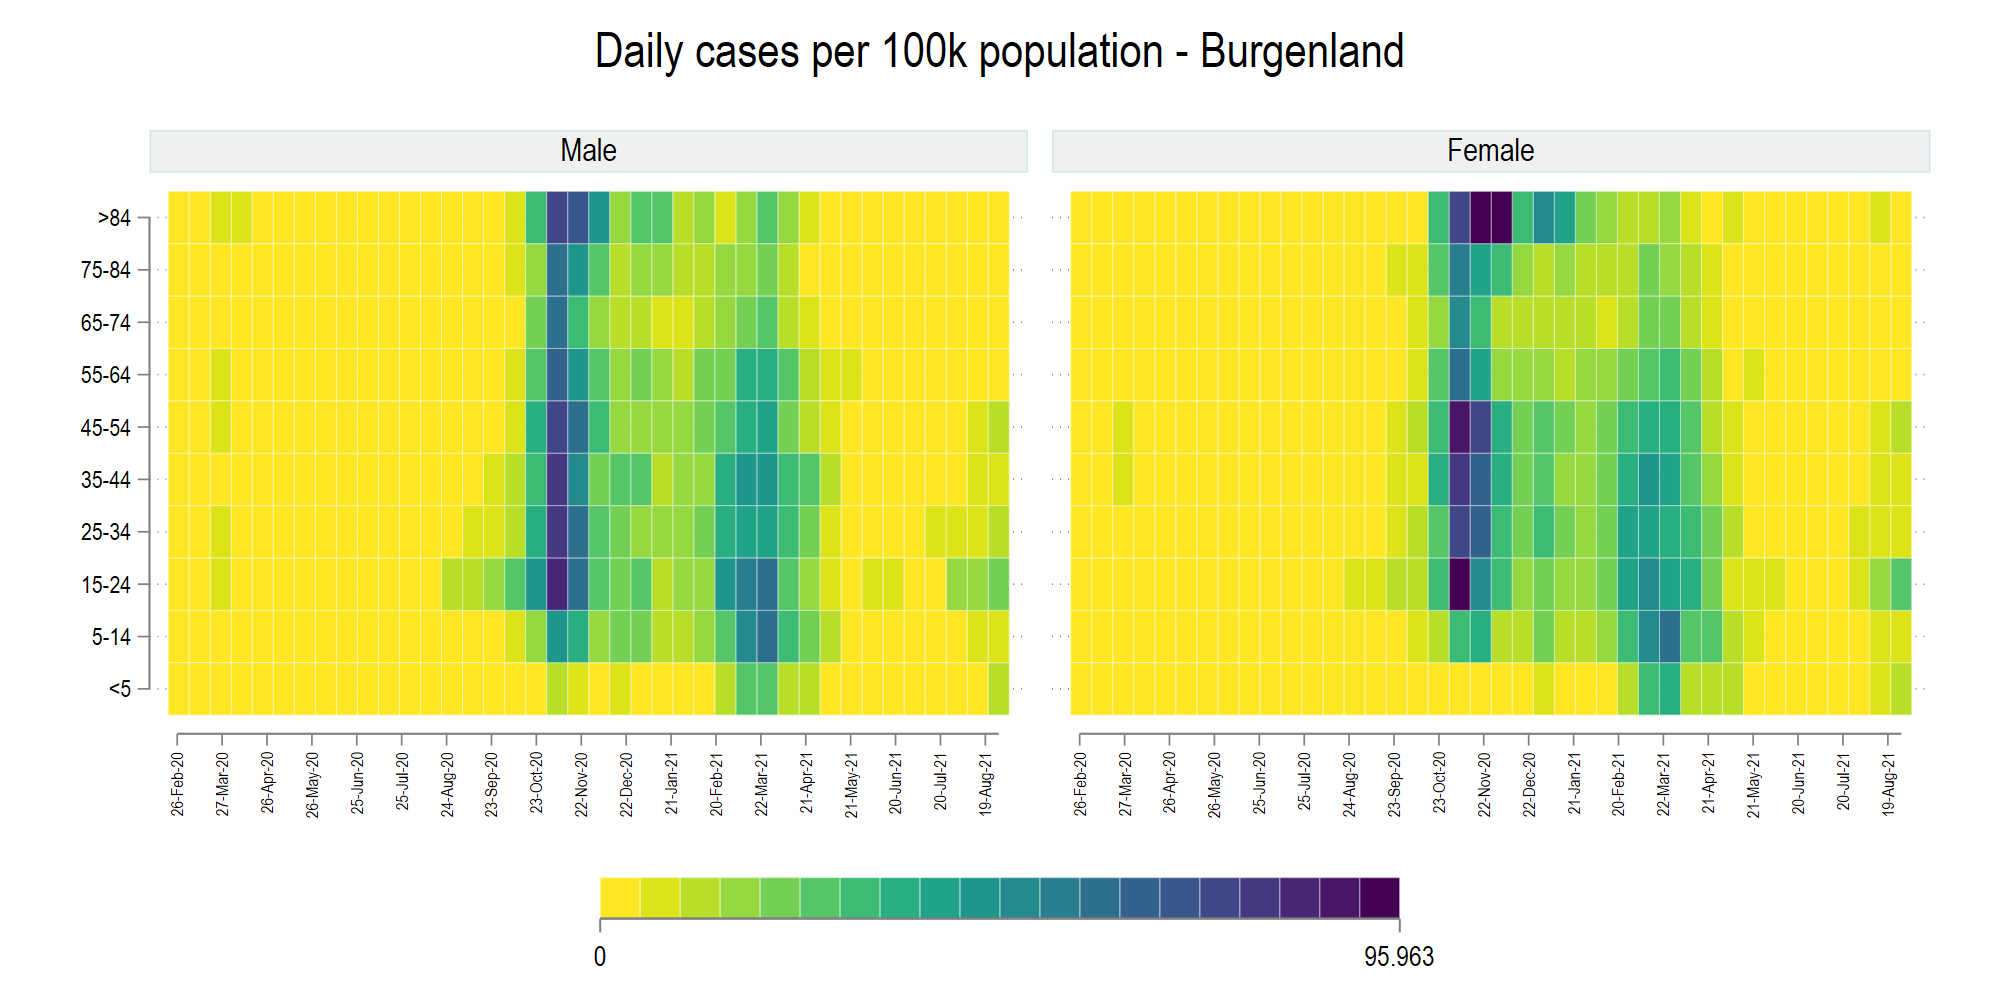 Daily cases per 100k population - Burgenland
Male
Female
>84
75-84
65-74
55-64
45-54
35-44
25-34
15-24
5-14
<5
26-Feb-20
27-Mar-20
26-Apr-20
26-May-20
25-Jun-20
25-Jul-20
24-Aug-20
23-Sep-20
23-Oct-20
22-Nov-20
22-Dec-20
21-Jan-21
20-Feb-21
22-Mar-21
21-Apr-21
21-May-21
20-Jun-21
20-Jul-21
19-Aug-21
26-Feb-20
27-Mar-20
26-Apr-20
26-May-20
25-Jun-20
25-Jul-20
24-Aug-20
23-Sep-20
23-Oct-20
22-Nov-20
22-Dec-20
21-Jan-21
20-Feb-21
22-Mar-21
21-Apr-21
21-May-21
20-Jun-21
20-Jul-21
19-Aug-21
0
95.963